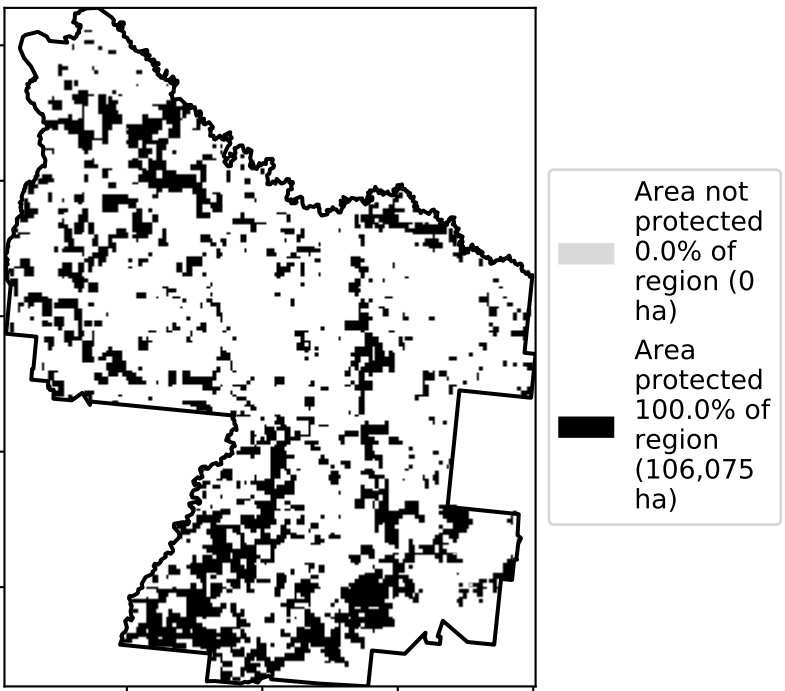 Area not
protected
0.0% of
region (0
ha)
Area
protected
100.0% of
region
(106,075
ha)